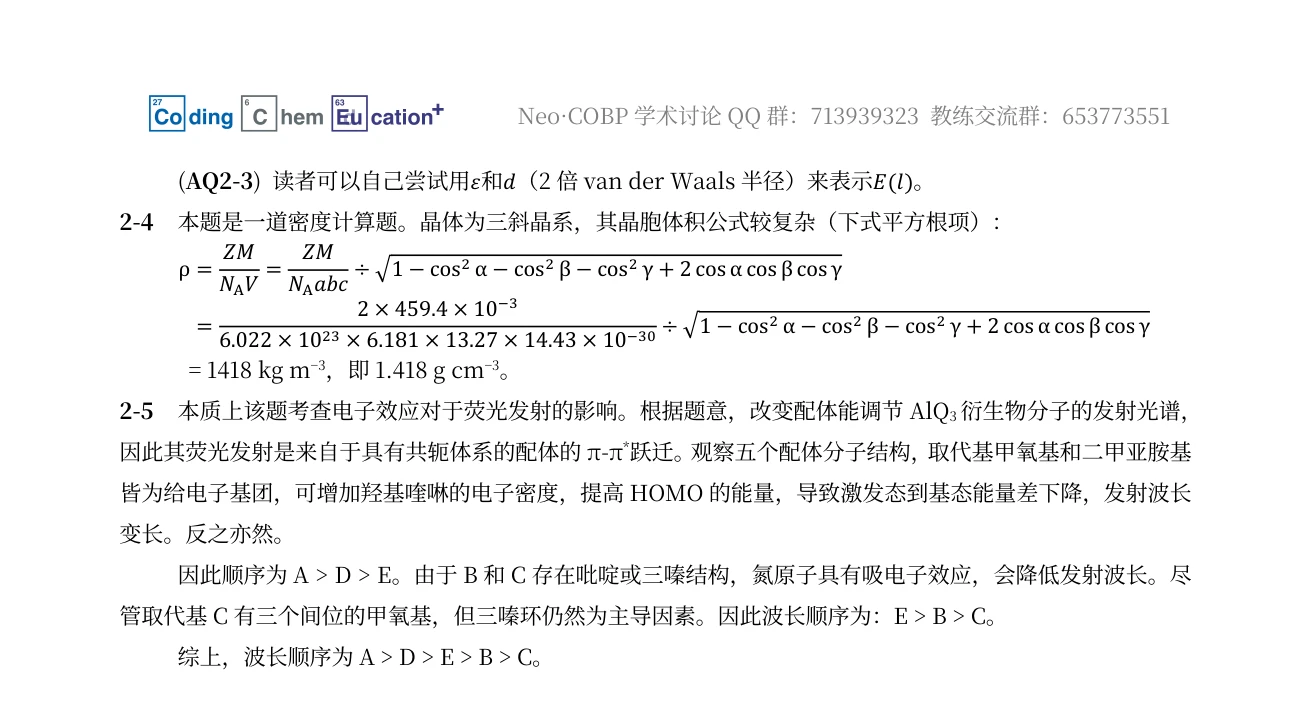 27 6 63
Coding Chem Eucation+ Neo·COBP 学术讨论 QQ 群：713939323 教练交流群：653773551
(AQ2-3) 读者可以自己尝试用ε和d（2 倍 van der Waals 半径）来表示E(l)。
2-4 本题是一道密度计算题。晶体为三斜晶系，其晶胞体积公式较复杂（下式平方根项）：
ρ = ZM/(N_A V) = ZM/(N_A abc) ÷ √(1 − cos² α − cos² β − cos² γ + 2 cos α cos β cos γ)
= (2 × 459.4 × 10⁻³)/(6.022 × 10²³ × 6.181 × 13.27 × 14.43 × 10⁻³⁰) ÷ √(1 − cos² α − cos² β − cos² γ + 2 cos α cos β cos γ)
= 1418 kg m⁻³，即 1.418 g cm⁻³。
2-5 本质上该题考查电子效应对于荧光发射的影响。根据题意，改变配体能调节 AlQ₃ 衍生物分子的发射光谱，
因此其荧光发射是来自于具有共轭体系的配体的 π-π*跃迁。观察五个配体分子结构，取代基甲氧基和二甲亚胺基
皆为给电子基团，可增加羟基喹啉的电子密度，提高 HOMO 的能量，导致激发态到基态能量差下降，发射波长
变长。反之亦然。
因此顺序为 A > D > E。由于 B 和 C 存在吡啶或三嗪结构，氮原子具有吸电子效应，会降低发射波长。尽
管取代基 C 有三个间位的甲氧基，但三嗪环仍然为主导因素。因此波长顺序为：E > B > C。
综上，波长顺序为 A > D > E > B > C。